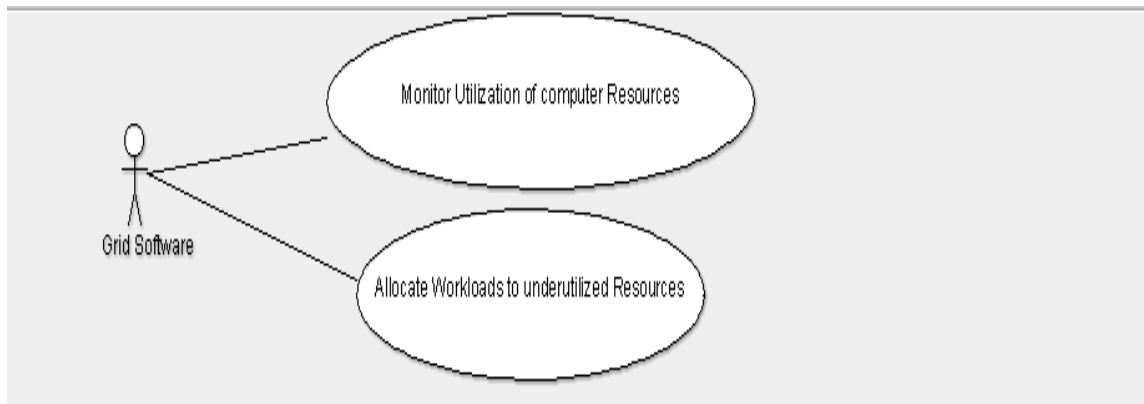 Monitor Utilization of computer Resources
Grid Software
Allocate Workloads to underutilized Resources